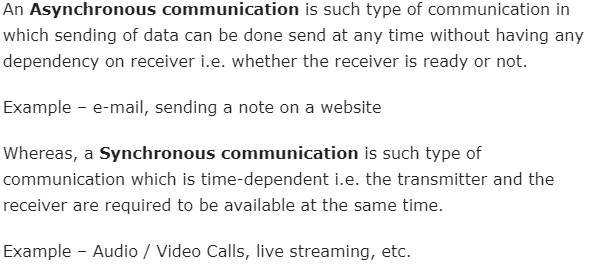 An Asynchronous communication is such type of communication in
which sending of data can be done send at any time without having any
dependency on receiver i.e. whether the receiver is ready or not.
Example – e-mail, sending a note on a website
Whereas, a Synchronous communication is such type of
communication which is time-dependent i.e. the transmitter and the
receiver are required to be available at the same time.
Example – Audio / Video Calls, live streaming, etc.